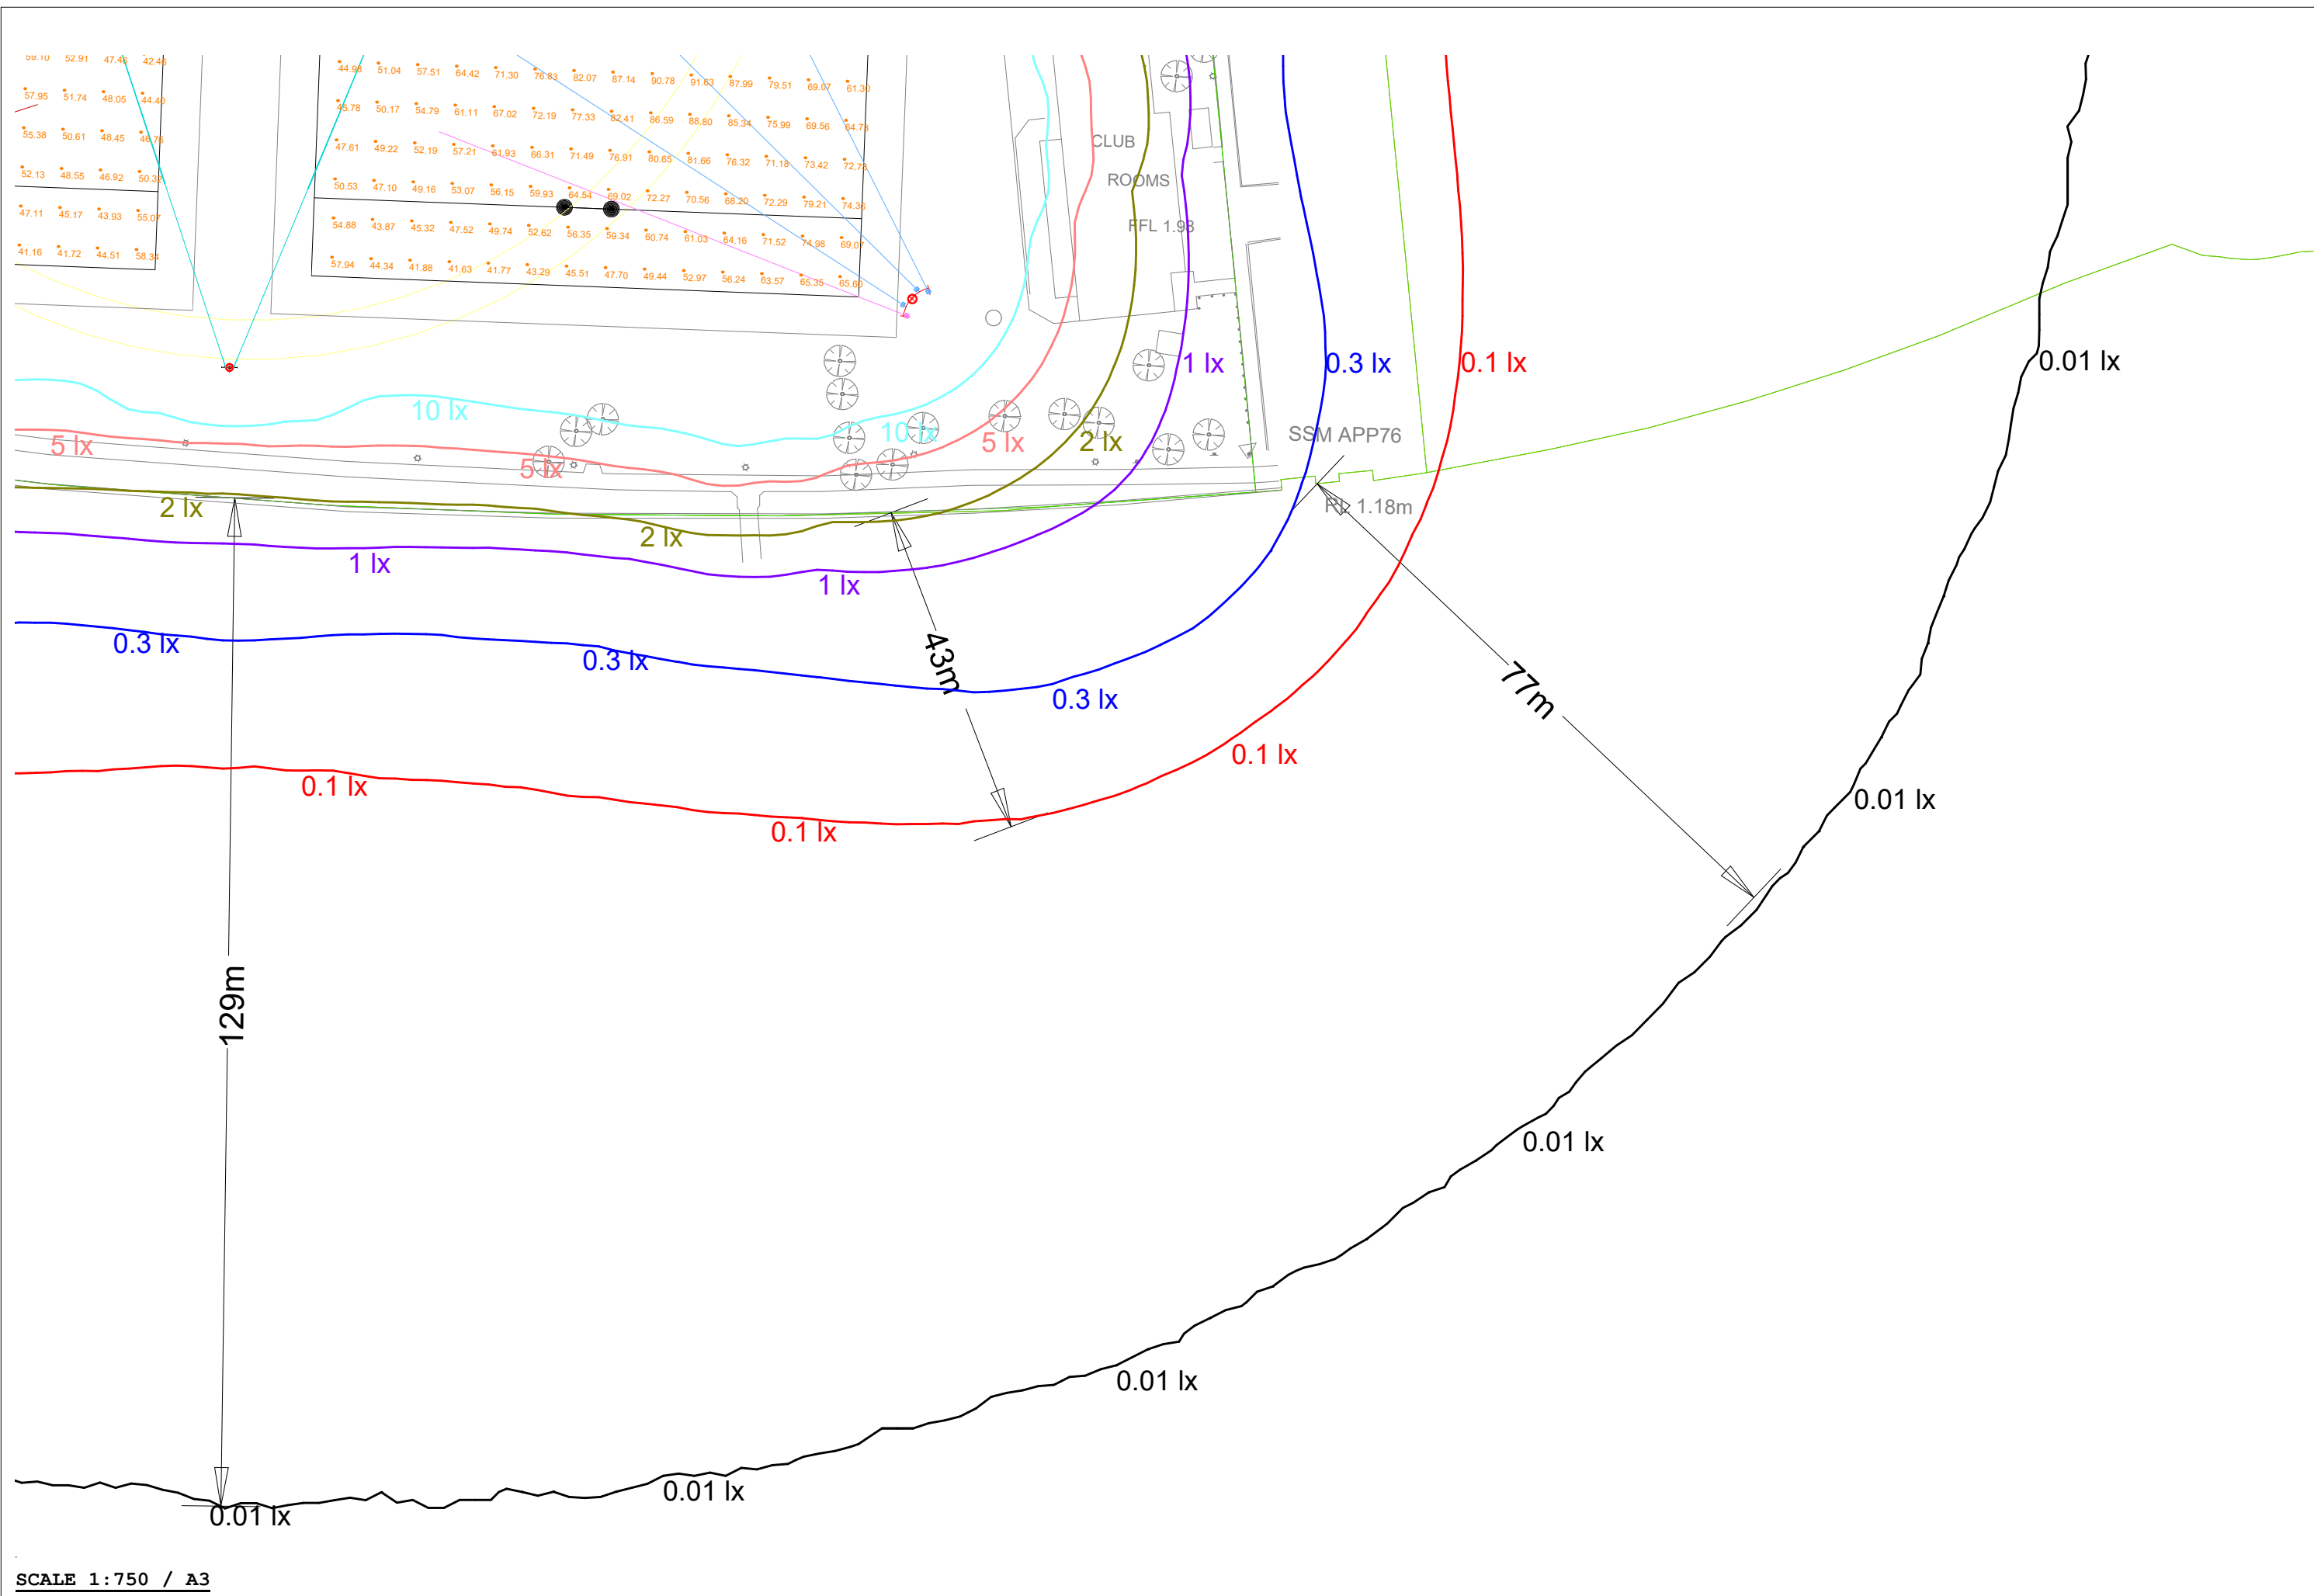 59.10 52.91 47.48 42.46
57.95 51.74 48.05 44.40
55.38 50.61 48.45 46.76
52.13 48.55 46.92
47.11 45.17 43.93 55.07
41.16 41.72 44.51 58.34
44.98 51.04 57.51 64.42 71.30 76.83 82.07 87.14 90.78 91.63 87.99 79.51 69.07 61.30
45.78 50.17 54.79 61.11 67.02 72.19 77.33 82.41 86.59 88.80 85.34 75.99 69.56 64.78
47.61 49.22 52.19 57.21 61.93 66.31 71.49 76.91 80.65 81.66 76.32 71.18 73.42 72.78
50.53 47.10 49.16 53.07 56.15 59.93 64.54 69.02 72.27 70.56 68.20 72.29 79.21 74.36
54.88 43.87 45.32 47.52 49.74 52.62 56.35 59.34 60.74 61.03 64.16 71.52 74.98 69.07
57.94 44.34 41.88 41.63 41.77 43.29 45.51 47.70 49.44 52.97 56.24 63.57 65.35 65.60
CLUB
ROOMS
FFL 1.93
1 lx
0.3 lx
0.1 lx
0.01 lx
10 lx
10 lx
5 lx
5 lx
5 lx
2 lx
SSM APP76
RL 1.18m
2 lx
2 lx
1 lx
1 lx
0.3 lx
0.3 lx
43m
0.3 lx
77m
0.1 lx
0.1 lx
0.1 lx
0.01 lx
129m
0.01 lx
0.01 lx
0.01 lx
0.01 lx
SCALE 1:750 / A3